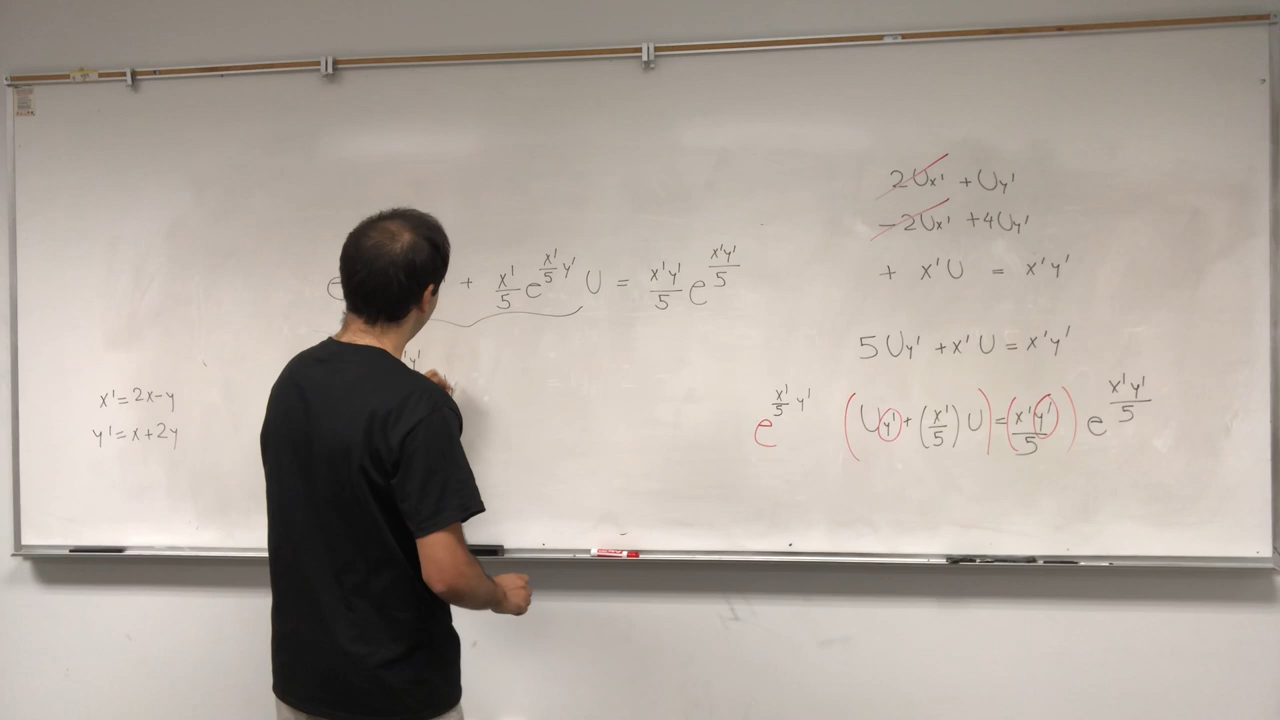 e + x'/5 e^(x'/5 y') U = x'y'/5 e^(x'y'/5)
x'y'
x'=2x-y
y'=x+2y
2Ux' + Uy'
-2Ux' + 4Uy'
+ x'U = x'y'
5Uy' + x'U = x'y'
e^(x'/5 y') (Uy' + (x'/5) U) = (x'y'/5) e^(x'y'/5)